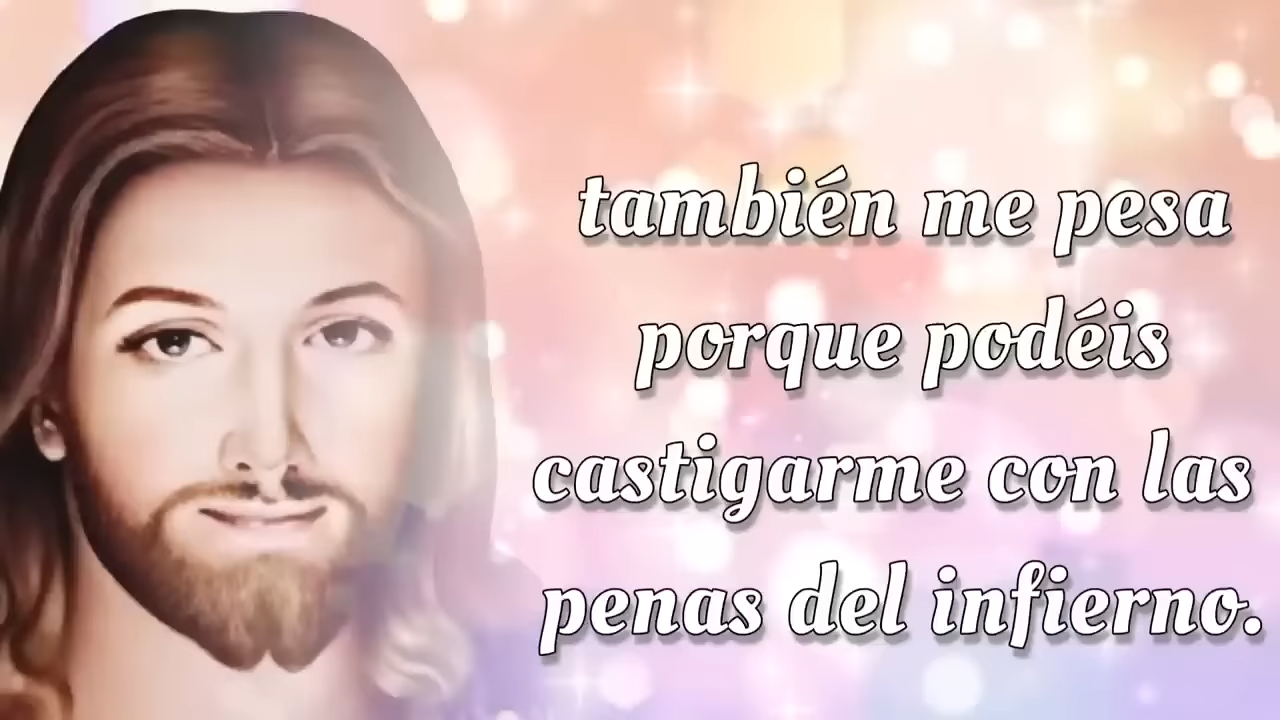 también me pesa
porque podéis
castigarme con las
penas del infierno.